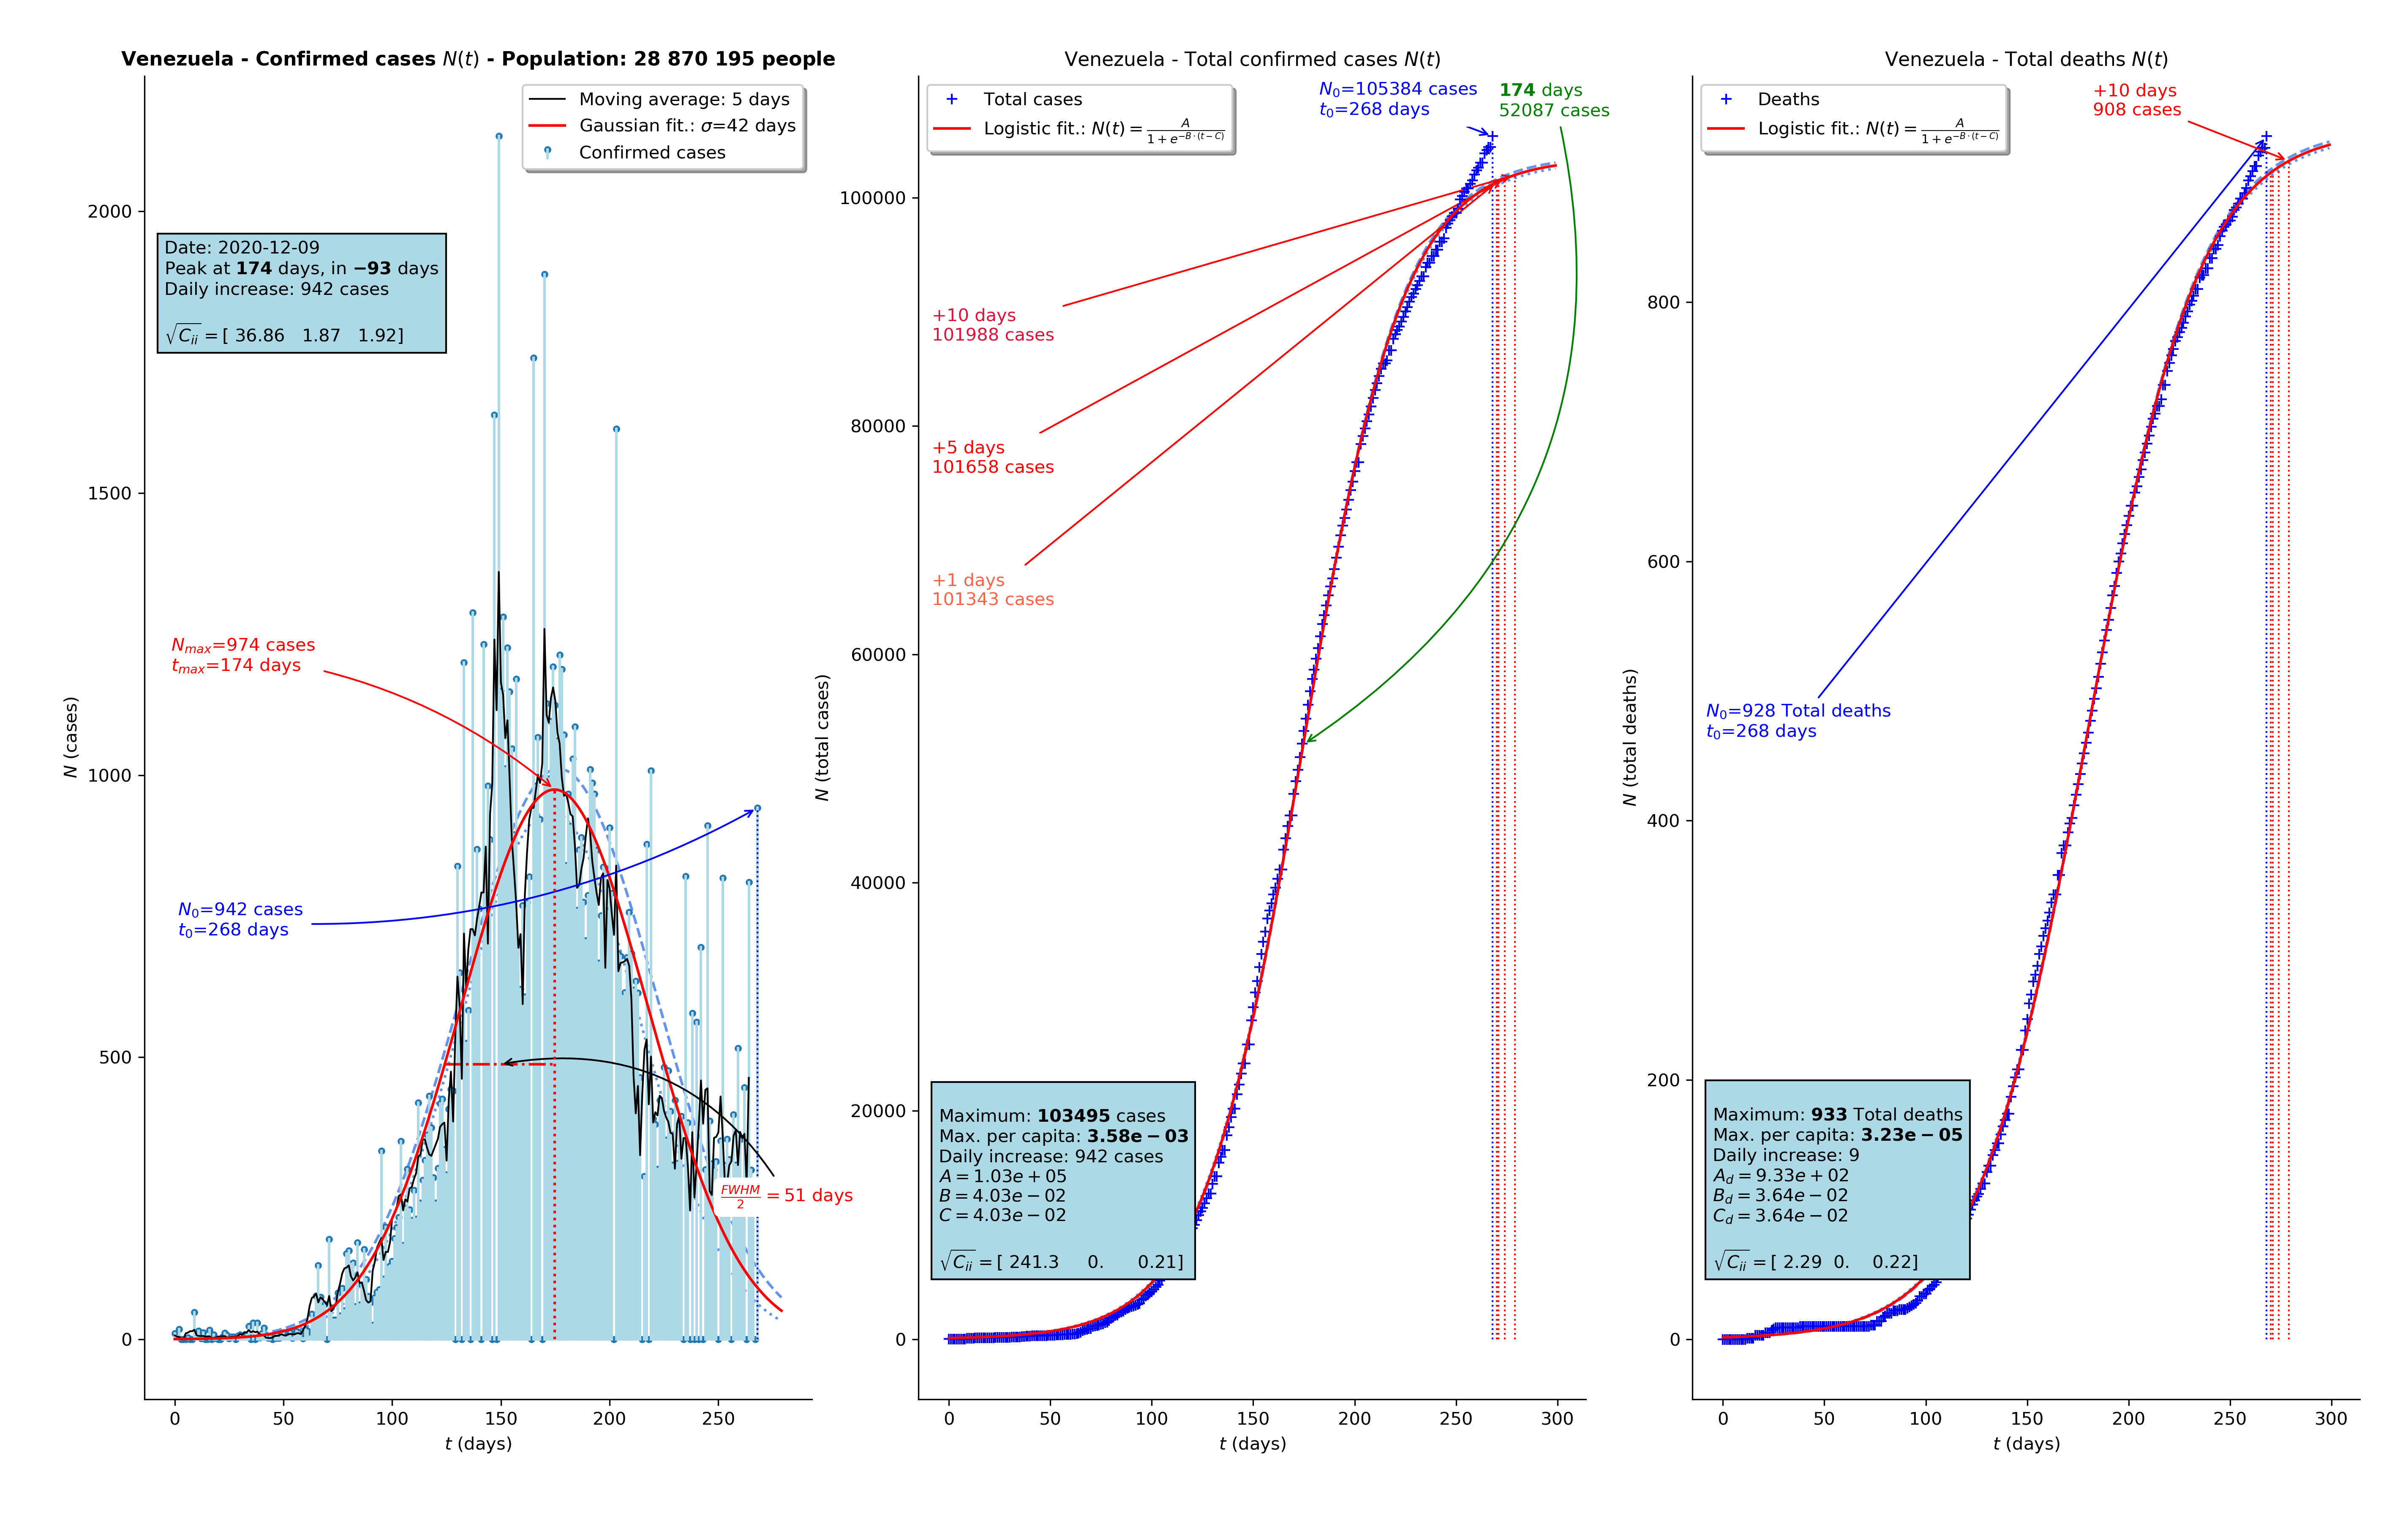 Venezuela - Confirmed cases N(t) - Population: 28 870 195 people
Moving average: 5 days
Gaussian fit.: σ=42 days
Confirmed cases
Date: 2020-12-09
Peak at 174 days, in −93 days
Daily increase: 942 cases
√C_ii = [ 36.86 1.87 1.92]
N_max=974 cases
t_max=174 days
N_0=942 cases
t_0=268 days
FWHM/2 = 51 days
N (cases)
2000
1500
1000
500
0
0 50 100 150 200 250
t (days)
Venezuela - Total confirmed cases N(t)
Total cases
Logistic fit.: N(t) = A/(1 + e^{−B·(t−C)})
N_0=105384 cases
t_0=268 days
174 days
52087 cases
+10 days
101988 cases
+5 days
101658 cases
+1 days
101343 cases
Maximum: 103495 cases
Max. per capita: 3.58e − 03
Daily increase: 942 cases
A = 1.03e + 05
B = 4.03e − 02
C = 4.03e − 02
√C_ii = [ 241.3 0. 0.21]
N (total cases)
100000
80000
60000
40000
20000
0
0 50 100 150 200 250 300
t (days)
Venezuela - Total deaths N(t)
Deaths
Logistic fit.: N(t) = A/(1 + e^{−B·(t−C)})
+10 days
908 cases
N_0=928 Total deaths
t_0=268 days
Maximum: 933 Total deaths
Max. per capita: 3.23e − 05
Daily increase: 9
A_d = 9.33e + 02
B_d = 3.64e − 02
C_d = 3.64e − 02
√C_ii = [ 2.29 0. 0.22]
N (total deaths)
800
600
400
200
0
0 50 100 150 200 250 300
t (days)